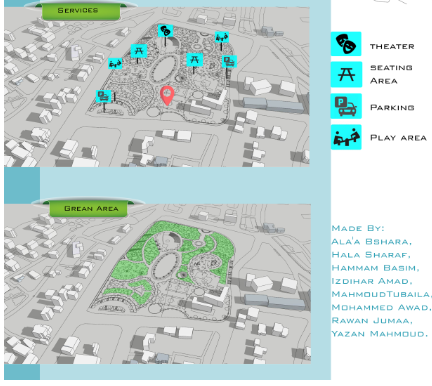 Services
Theater
Seating
Area
Parking
Play area
Grean Area
Made By:
Ala'a Bshara,
Hala Sharaf,
Hammam Basim,
Izdihar Amad,
MahmoudTubaila,
Mohammed Awad,
Rawan Jumaa,
Yazan Mahmoud.